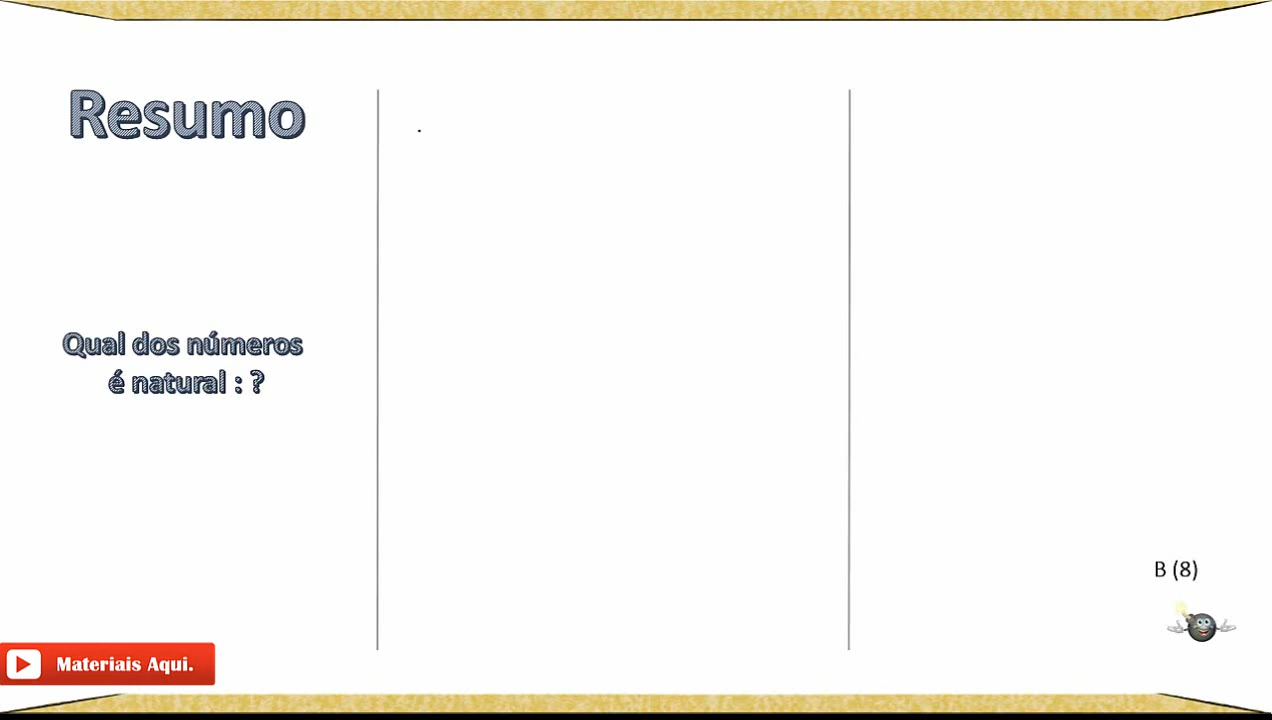 Resumo
Qual dos números
é natural : ?
B (8)
Materiais Aqui.